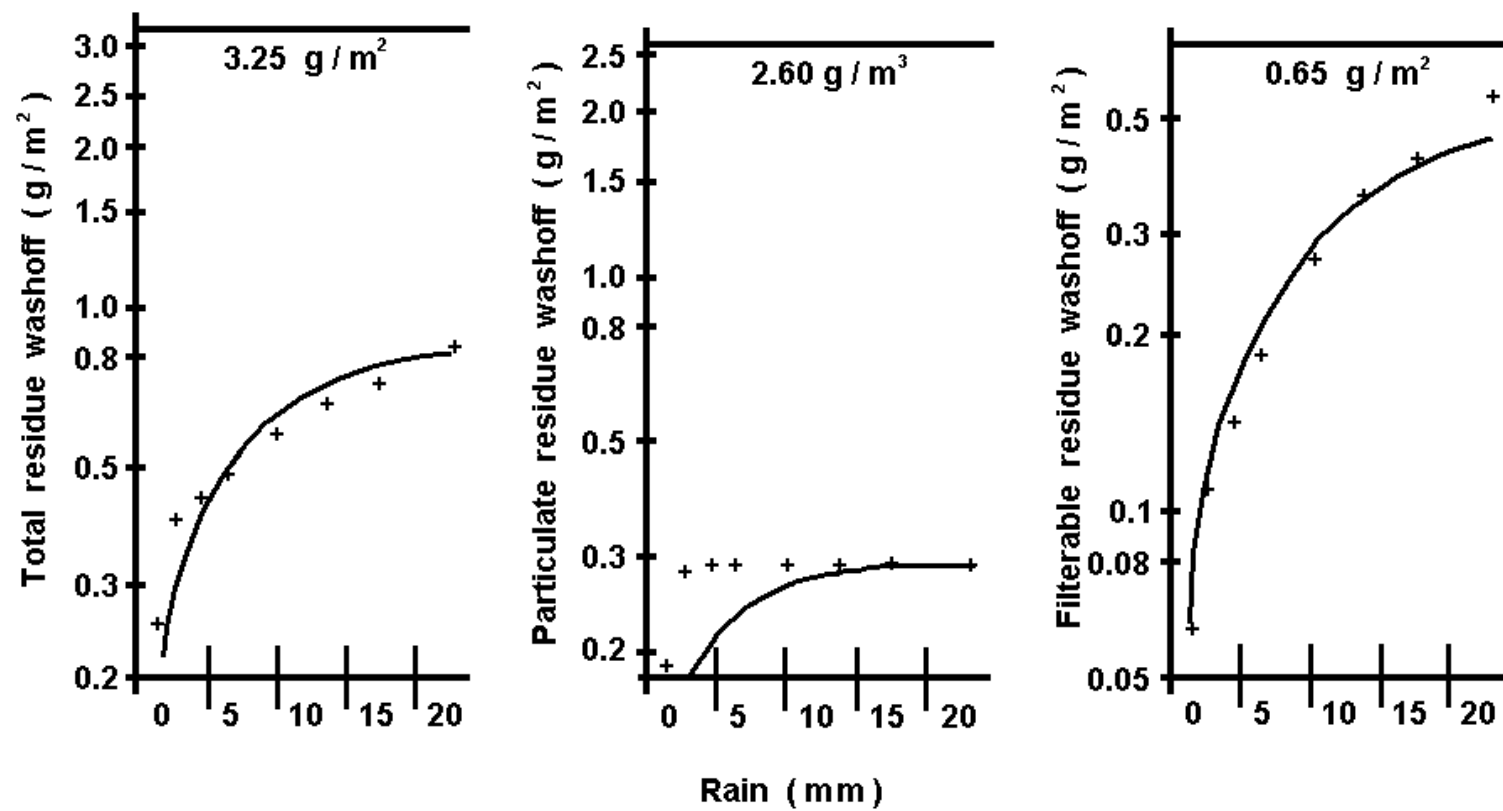 Total residue washoff ( g / m² )
3.0
2.5
2.0
1.5
1.0
0.8
0.5
0.3
0.2
3.25 g / m²
0 5 10 15 20
Particulate residue washoff ( g / m² )
2.5
2.0
1.5
1.0
0.8
0.5
0.3
0.2
2.60 g / m³
0 5 10 15 20
Filterable residue washoff ( g / m² )
0.5
0.3
0.2
0.1
0.08
0.05
0.65 g / m²
0 5 10 15 20
Rain ( mm )